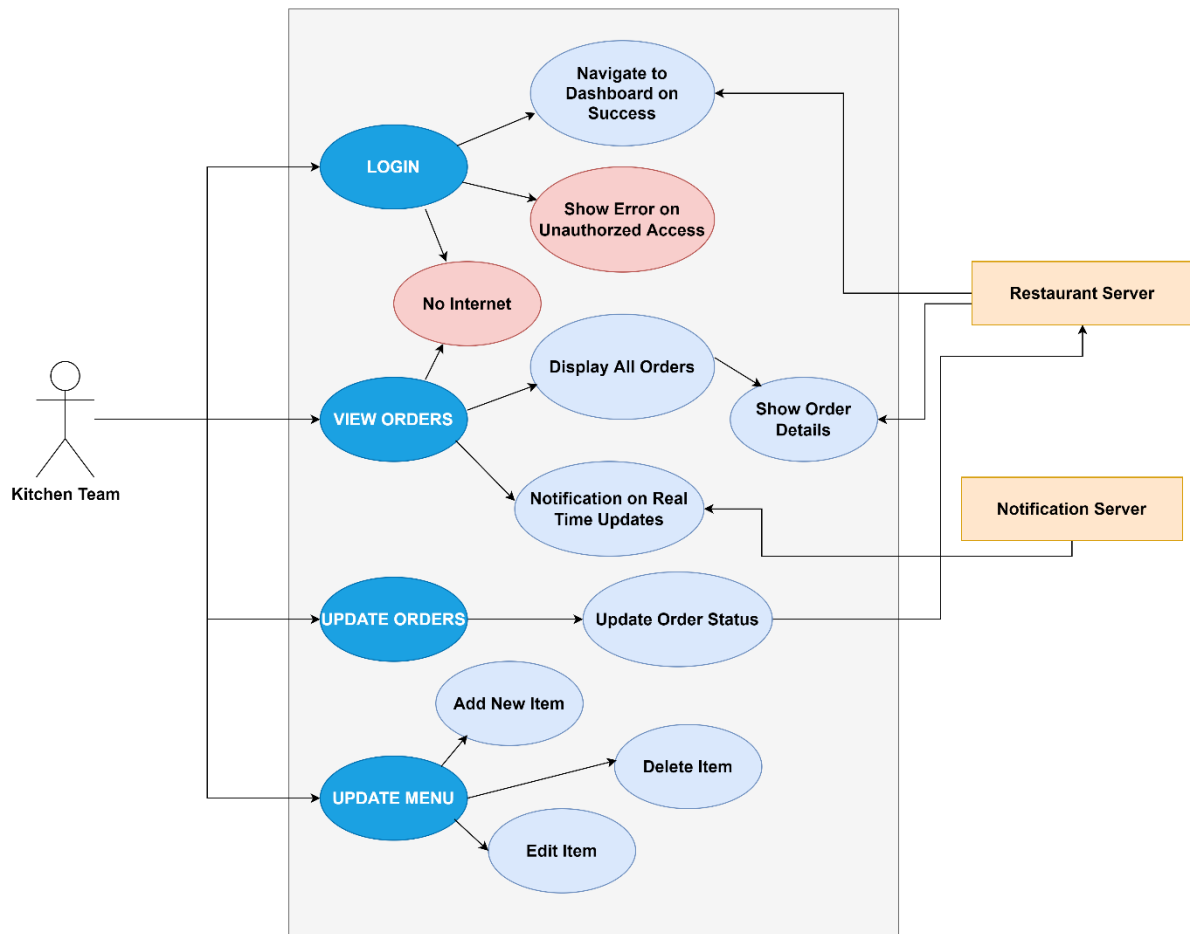 Navigate to
Dashboard on
Success
LOGIN
Show Error on
Unauthorzed Access
No Internet
Restaurant Server
Display All Orders
VIEW ORDERS
Show Order
Details
Kitchen Team
Notification on Real
Time Updates
Notification Server
UPDATE ORDERS
Update Order Status
Add New Item
Delete Item
UPDATE MENU
Edit Item